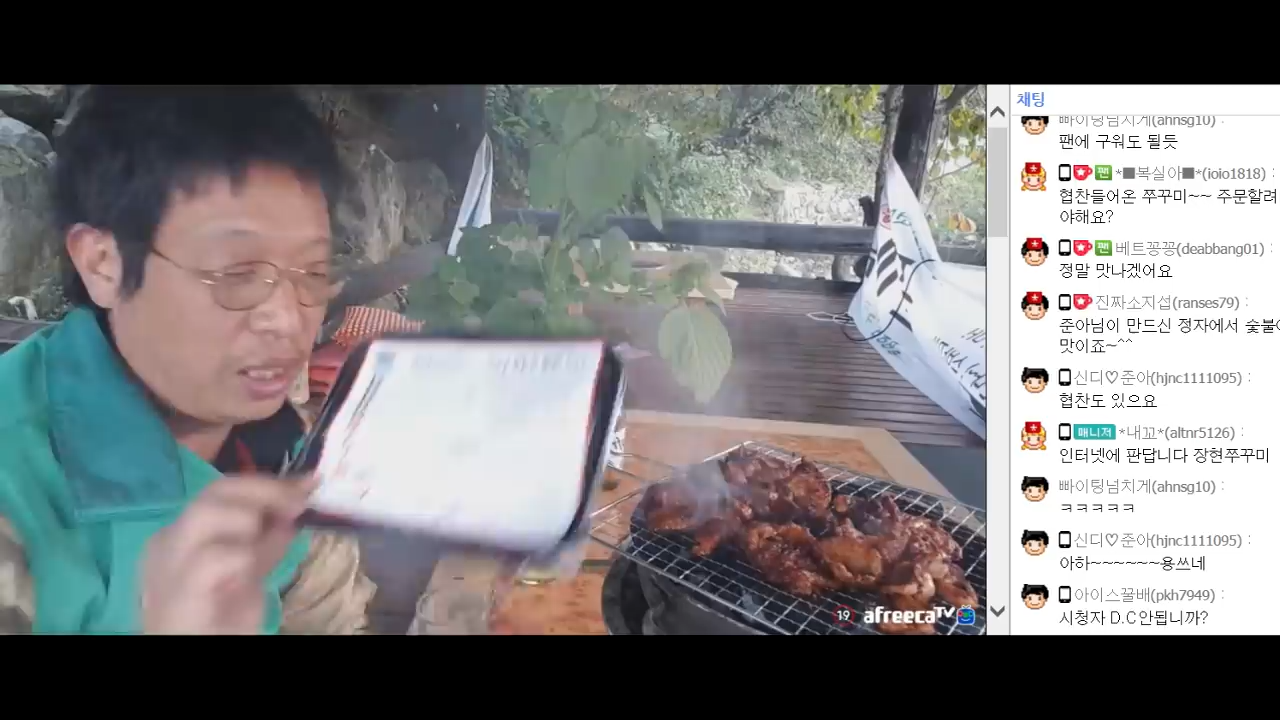 채팅
빠이팅넘치게(ahnsg10) :
팬에 구워도 될듯
팬 *■복실아■*(ioio1818) :
협찬들어온 쭈꾸미~~ 주문할려
야해요?
팬 베트꽁꽁(deabbang01) :
정말 맛나겠어요
진짜소지섭(ranses79) :
준아님이 만드신 정자에서 숯불
맛이죠~^^
신디♡준아(hjnc1111095) :
협찬도 있으요
매니저 *내꼬*(altnr5126) :
인터넷에 판답니다 장현쭈꾸미
빠이팅넘치게(ahnsg10) :
ㅋㅋㅋㅋㅋ
신디♡준아(hjnc1111095) :
아하~~~~~~용쓰네
아이스꿀배(pkh7949) :
시청자 D.C안됩니까?
19 afreecaTV